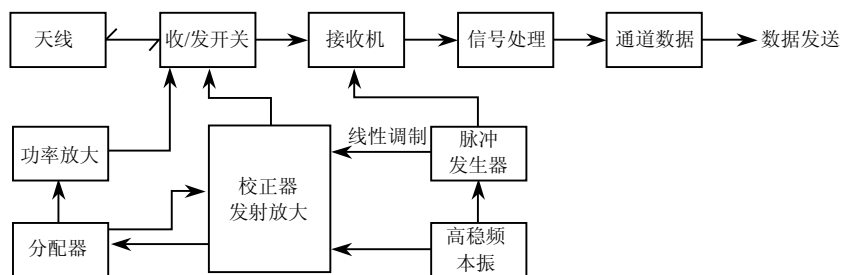 天线
收/发开关
接收机
信号处理
通道数据
数据发送
功率放大
线性调制
脉冲
发生器
校正器
发射放大
分配器
高稳频
本振